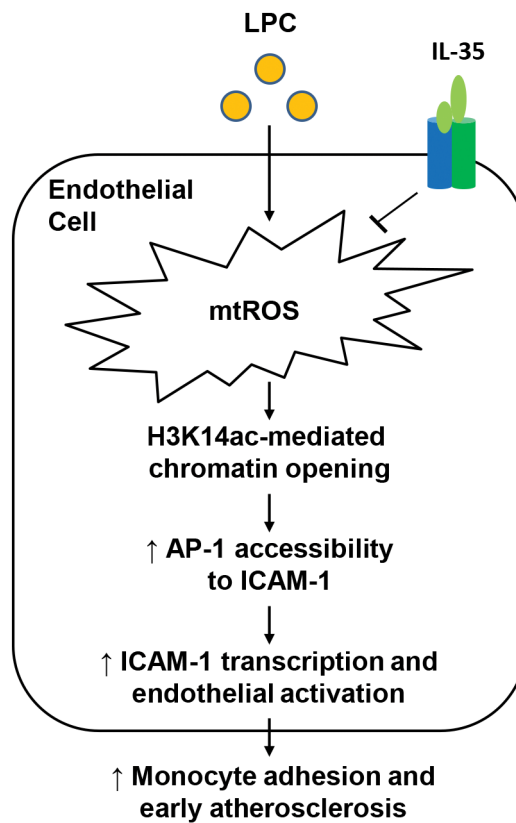 LPC
IL-35
Endothelial
Cell
mtROS
H3K14ac-mediated
chromatin opening
↑ AP-1 accessibility
to ICAM-1
↑ ICAM-1 transcription and
endothelial activation
↑ Monocyte adhesion and
early atherosclerosis